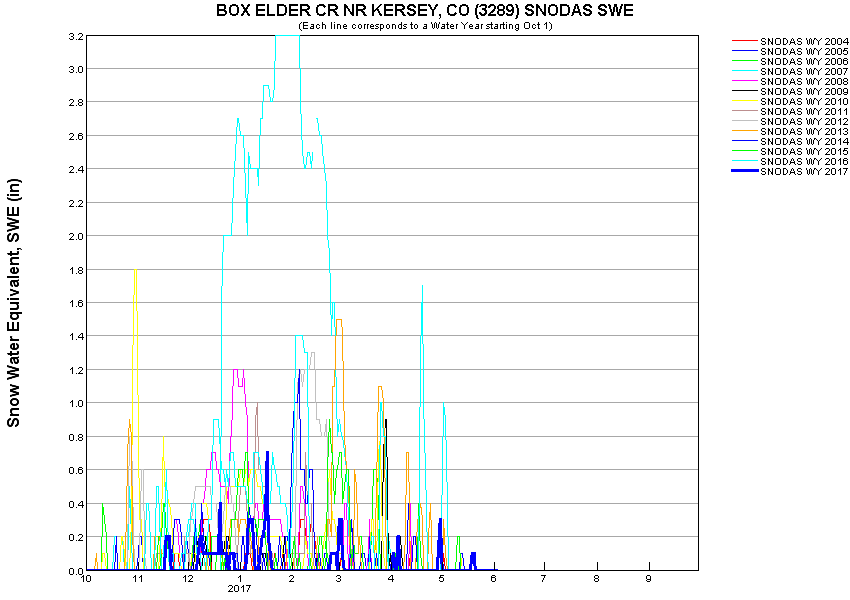 BOX ELDER CR NR KERSEY, CO (3289) SNODAS SWE
(Each line corresponds to a Water Year starting Oct 1)
Snow Water Equivalent, SWE (in)
3.2
3.0
2.8
2.6
2.4
2.2
2.0
1.8
1.6
1.4
1.2
1.0
0.8
0.6
0.4
0.2
0.0
10 11 12 1 2 3 4 5 6 7 8 9
2017
SNODAS WY 2004
SNODAS WY 2005
SNODAS WY 2006
SNODAS WY 2007
SNODAS WY 2008
SNODAS WY 2009
SNODAS WY 2010
SNODAS WY 2011
SNODAS WY 2012
SNODAS WY 2013
SNODAS WY 2014
SNODAS WY 2015
SNODAS WY 2016
SNODAS WY 2017